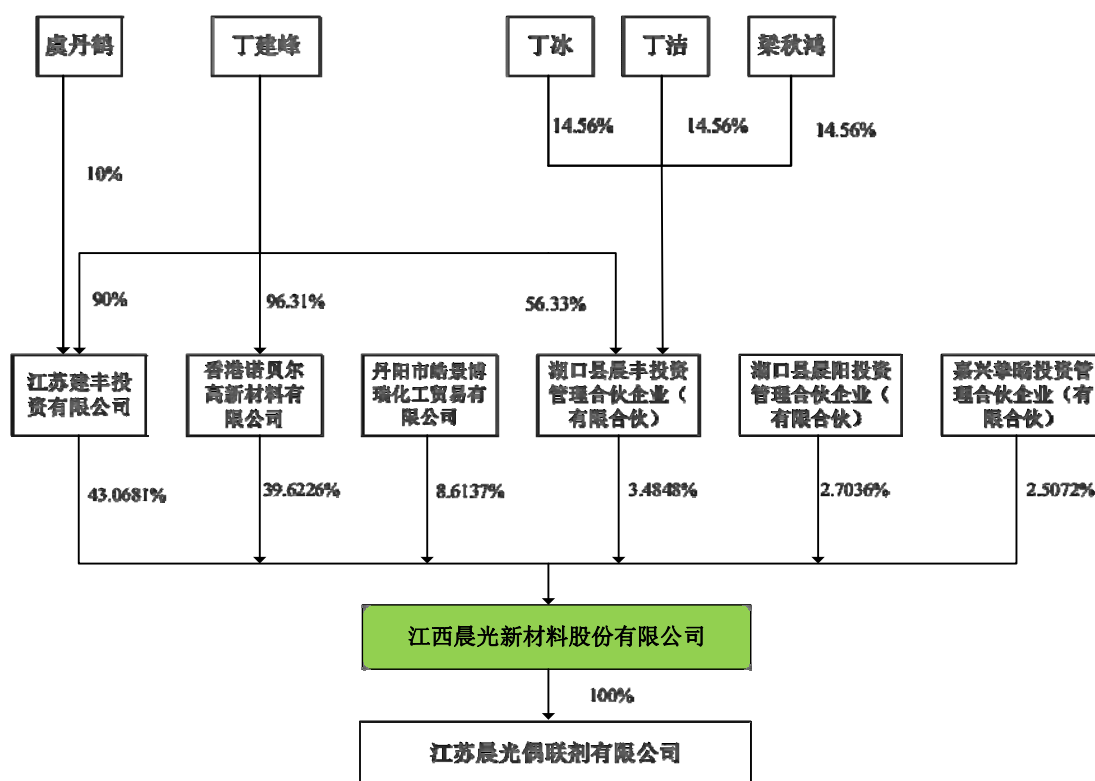 虞丹鹤
丁建峰
丁冰
丁洁
梁秋鸿
14.56%
14.56%
14.56%
10%
90%
96.31%
56.33%
江苏建丰投
资有限公司
香港诺贝尔
高新材料有
限公司
丹阳市皓景博
瑞化工贸易有
限公司
湖口县晨丰投资
管理合伙企业（
有限合伙）
湖口县晨阳投资
管理合伙企业（
有限合伙）
嘉兴挚旸投资管
理合伙企业（有
限合伙）
43.0681%
39.6226%
8.6137%
3.4848%
2.7036%
2.5072%
江西晨光新材料股份有限公司
100%
江苏晨光偶联剂有限公司